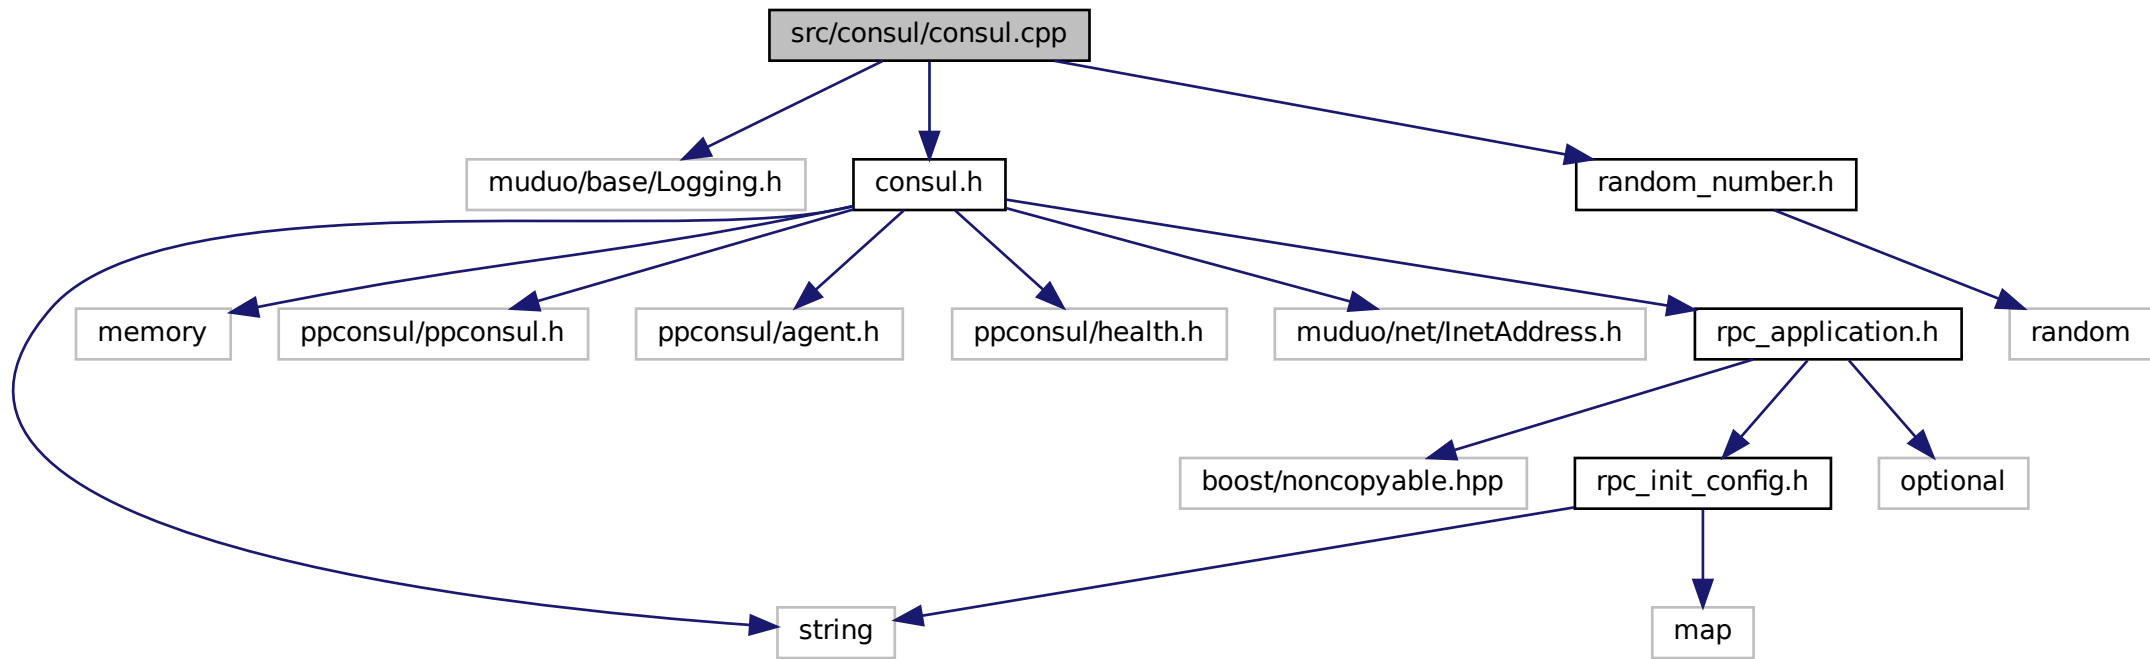 src/consul/consul.cpp
muduo/base/Logging.h
consul.h
random_number.h
memory
ppconsul/ppconsul.h
ppconsul/agent.h
ppconsul/health.h
muduo/net/InetAddress.h
rpc_application.h
random
boost/noncopyable.hpp
rpc_init_config.h
optional
string
map